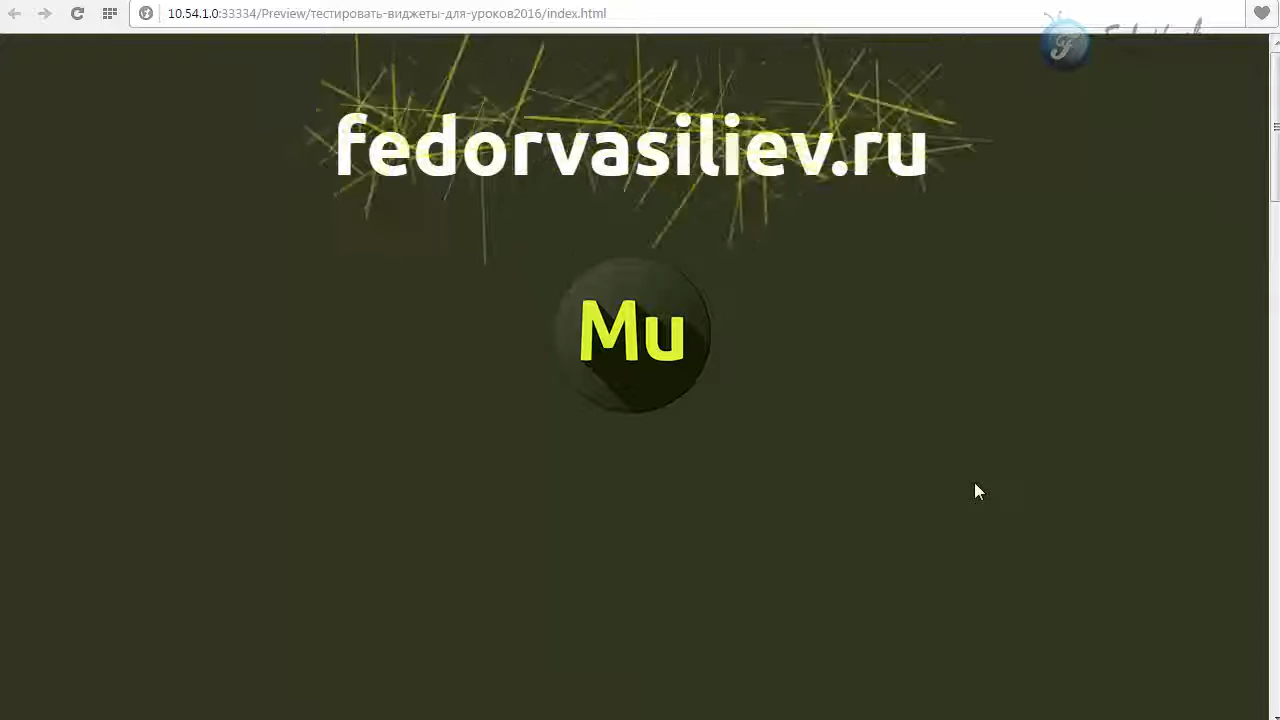 10.54.1.0:33334/Preview/тестировать-виджеты-для-уроков2016/index.html
fedorvasiliev.ru
Mu